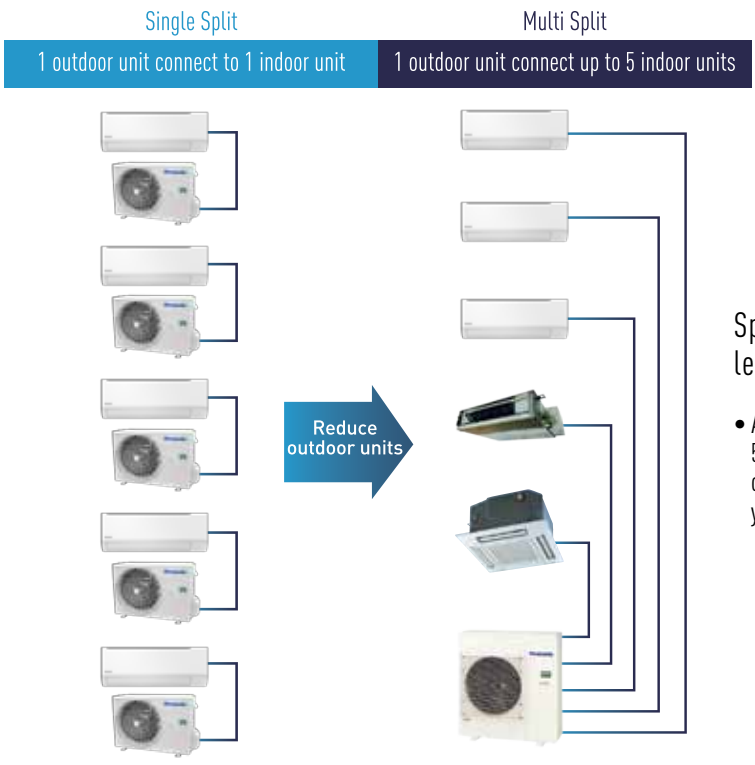 Single Split
Multi Split
1 outdoor unit connect to 1 indoor unit
1 outdoor unit connect up to 5 indoor units
Reduce
outdoor units